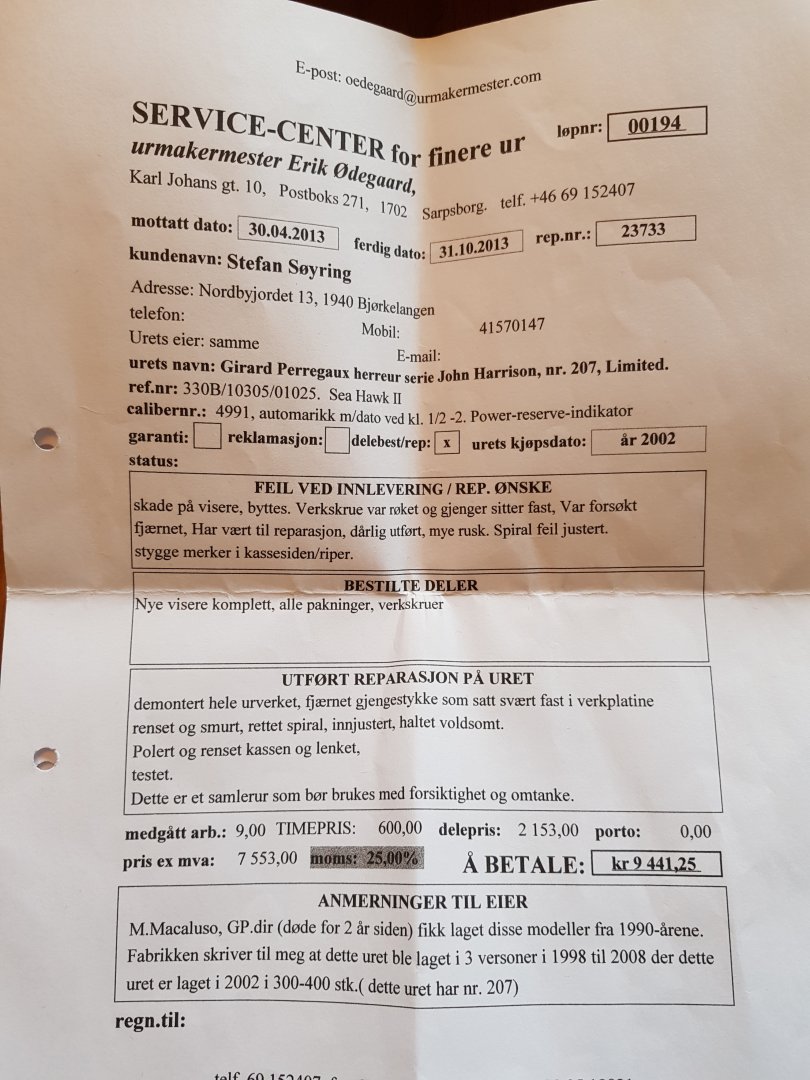 E-post: oedegaard@urmakermester.com
SERVICE-CENTER for finere ur
løpnr: 00194
urmakermester Erik Ødegaard,
Karl Johans gt. 10, Postboks 271, 1702 Sarpsborg. telf. +46 69 152407
mottatt dato: 30.04.2013 ferdig dato: 31.10.2013 rep.nr.: 23733
kundenavn: Stefan Søyring
Adresse: Nordbyjordet 13, 1940 Bjørkelangen
telefon: Mobil: 41570147
Urets eier: samme E-mail:
urets navn: Girard Perregaux herreur serie John Harrison, nr. 207, Limited.
ref.nr: 330B/10305/01025. Sea Hawk II
calibernr.: 4991, automarikk m/dato ved kl. 1/2 -2. Power-reserve-indikator
garanti: reklamasjon: delebest/rep: x urets kjøpsdato: år 2002
status:
FEIL VED INNLEVERING / REP. ØNSKE
skade på visere, byttes. Verkskrue var røket og gjenger sitter fast, Var forsøkt
fjærnet, Har vært til reparasjon, dårlig utført, mye rusk. Spiral feil justert.
stygge merker i kassesiden/riper.
BESTILTE DELER
Nye visere komplett, alle pakninger, verkskruer
UTFØRT REPARASJON PÅ URET
demontert hele urverket, fjærnet gjengestykke som satt svært fast i verkplatine
renset og smurt, rettet spiral, innjustert, haltet voldsomt.
Polert og renset kassen og lenket,
testet.
Dette er et samlerur som bør brukes med forsiktighet og omtanke.
medgått arb.: 9,00 TIMEPRIS: 600,00 delepris: 2 153,00 porto: 0,00
pris ex mva: 7 553,00 moms: 25,00% Å BETALE: kr 9 441,25
ANMERNINGER TIL EIER
M.Macaluso, GP.dir (døde for 2 år siden) fikk laget disse modeller fra 1990-årene.
Fabrikken skriver til meg at dette uret ble laget i 3 versoner i 1998 til 2008 der dette
uret er laget i 2002 i 300-400 stk.( dette uret har nr. 207)
regn.til:
telf. 69 152407